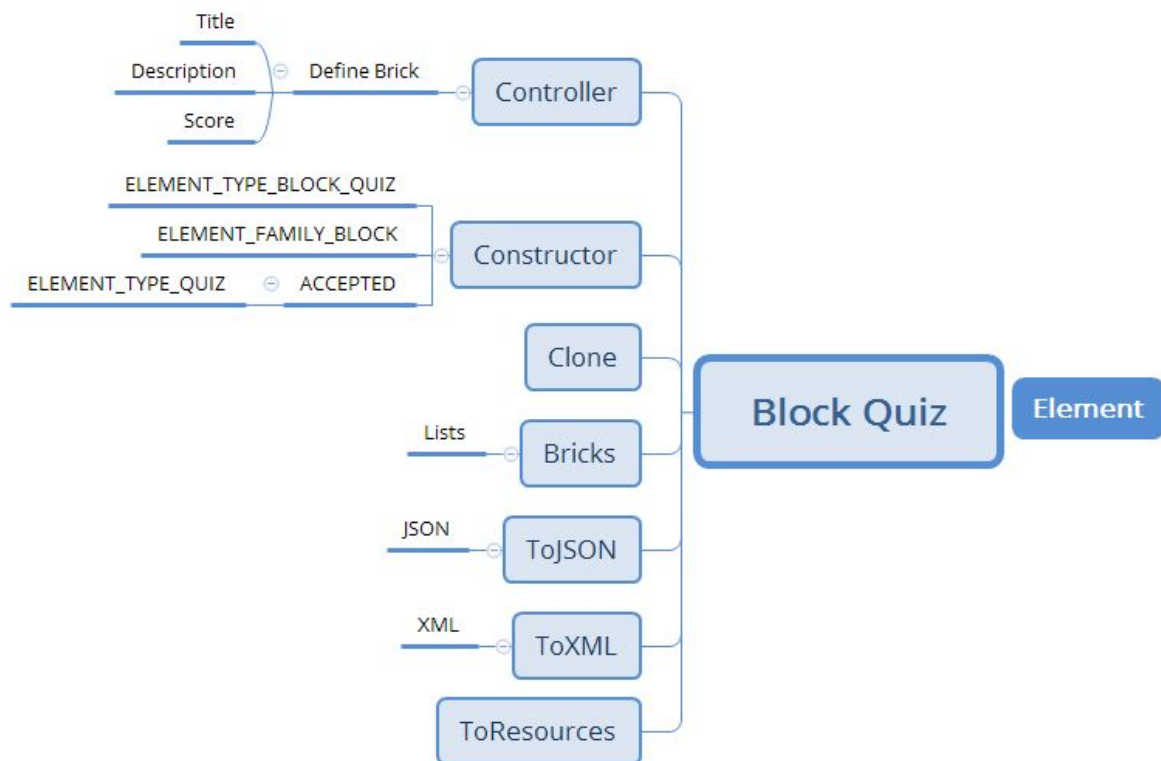 Title
Description
Define Brick
Controller
Score
ELEMENT_TYPE_BLOCK_QUIZ
ELEMENT_FAMILY_BLOCK
Constructor
ELEMENT_TYPE_QUIZ
ACCEPTED
Clone
Block Quiz
Element
Lists
Bricks
JSON
ToJSON
XML
ToXML
ToResources